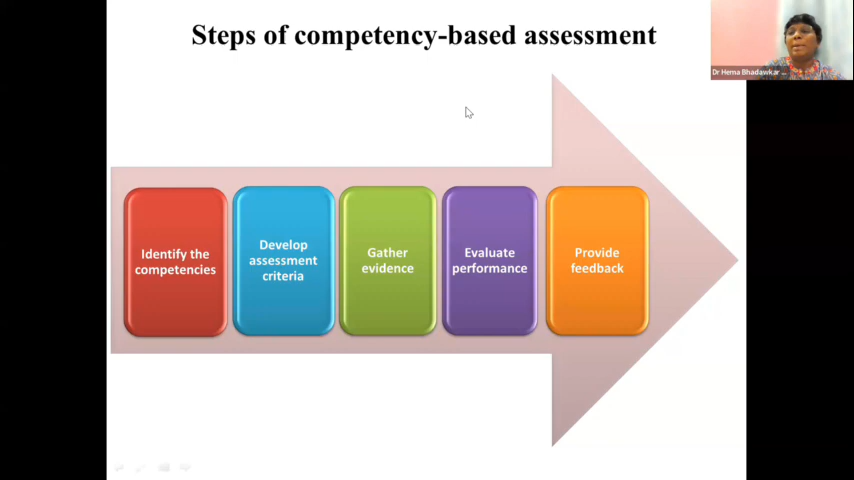 Steps of competency-based assessment
Dr Hema Bhadawkar ...
Identify the
competencies
Develop
assessment
criteria
Gather
evidence
Evaluate
performance
Provide
feedback